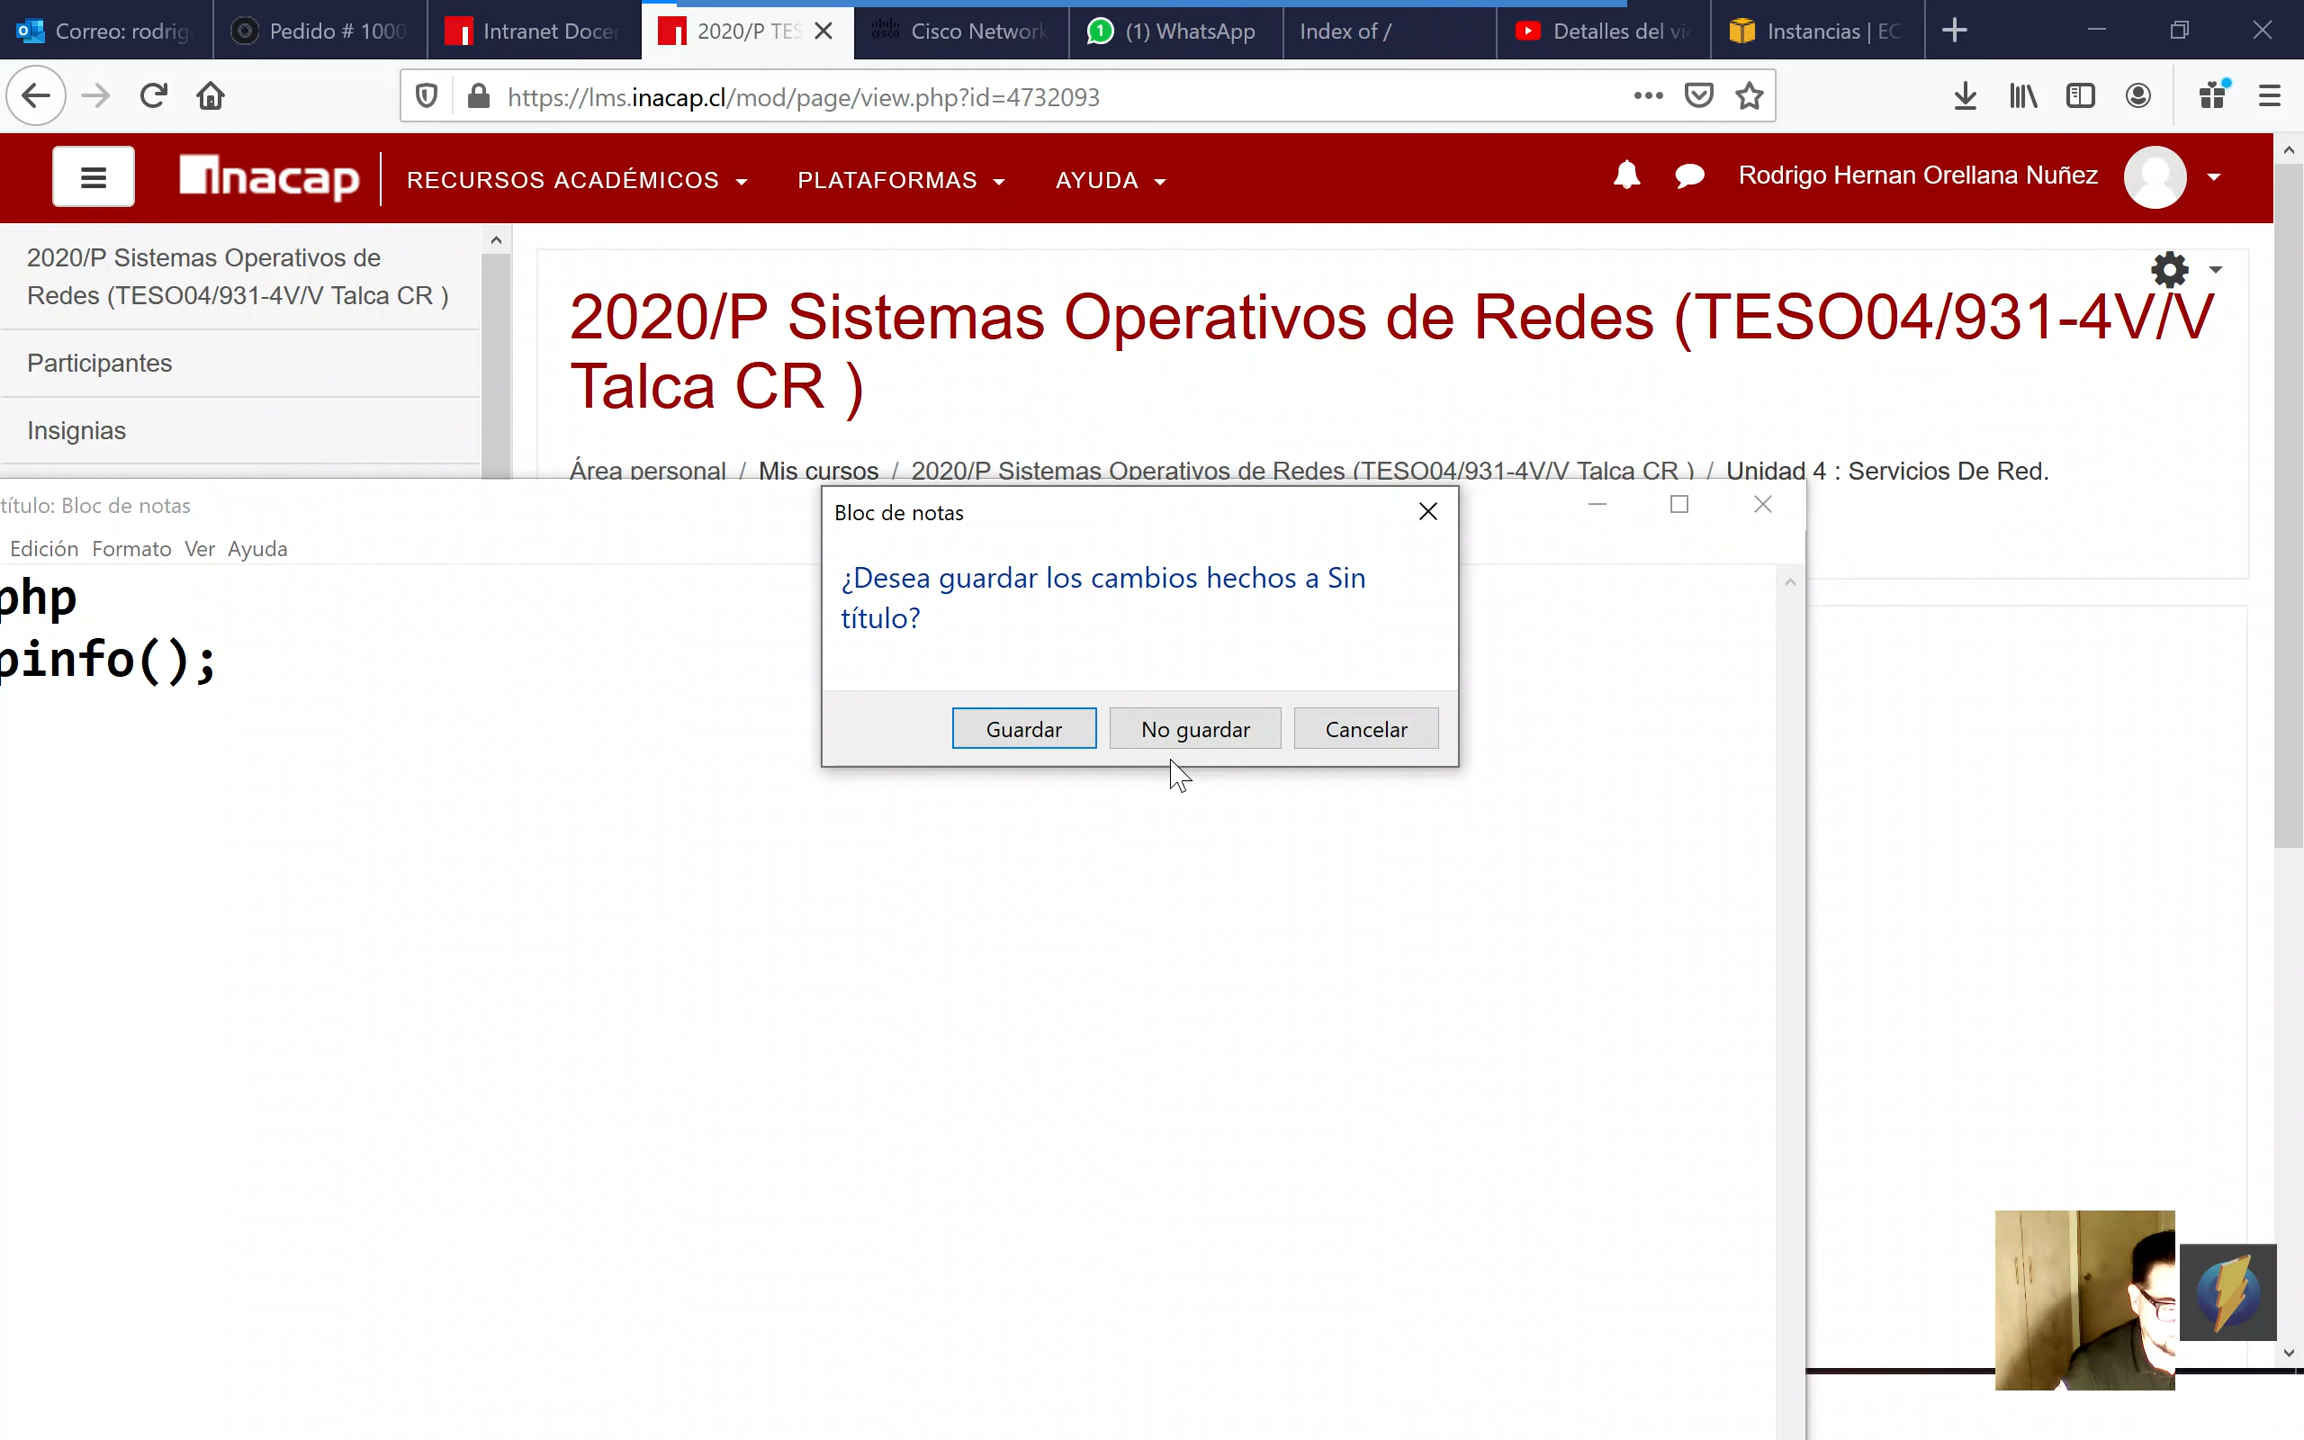 Correo: rodrig
Pedido # 1000
Intranet Docer
2020/P TES
Cisco Network
(1) WhatsApp
Index of /
Detalles del vi
Instancias | EC
https://lms.inacap.cl/mod/page/view.php?id=4732093
Inacap
RECURSOS ACADÉMICOS
PLATAFORMAS
AYUDA
Rodrigo Hernan Orellana Nuñez
2020/P Sistemas Operativos de
Redes (TESO04/931-4V/V Talca CR )
Participantes
Insignias
2020/P Sistemas Operativos de Redes (TESO04/931-4V/V
Talca CR )
Área personal / Mis cursos / 2020/P Sistemas Operativos de Redes (TESO04/931-4V/V Talca CR ) / Unidad 4 : Servicios De Red.
título: Bloc de notas
Edición Formato Ver Ayuda
php
pinfo();
Bloc de notas
¿Desea guardar los cambios hechos a Sin
título?
Guardar
No guardar
Cancelar